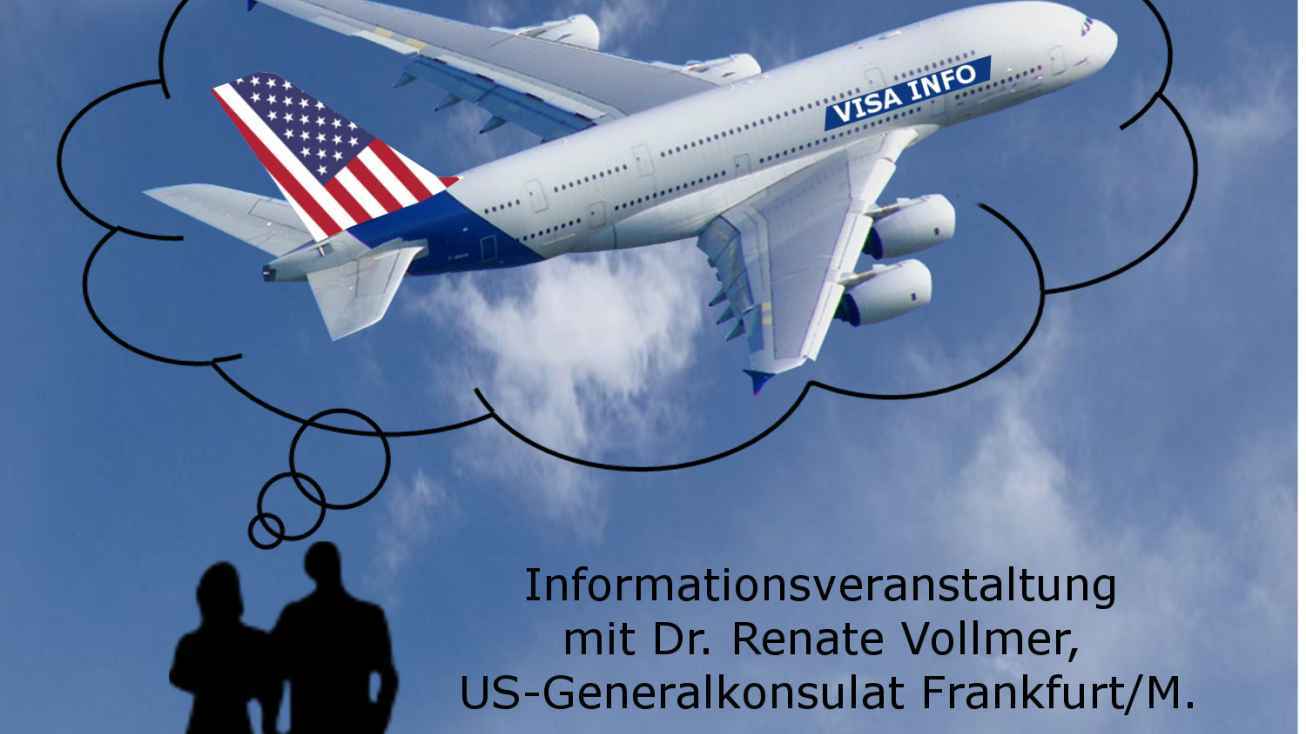 VISA INFO
Informationsveranstaltung
mit Dr. Renate Vollmer,
US-Generalkonsulat Frankfurt/M.